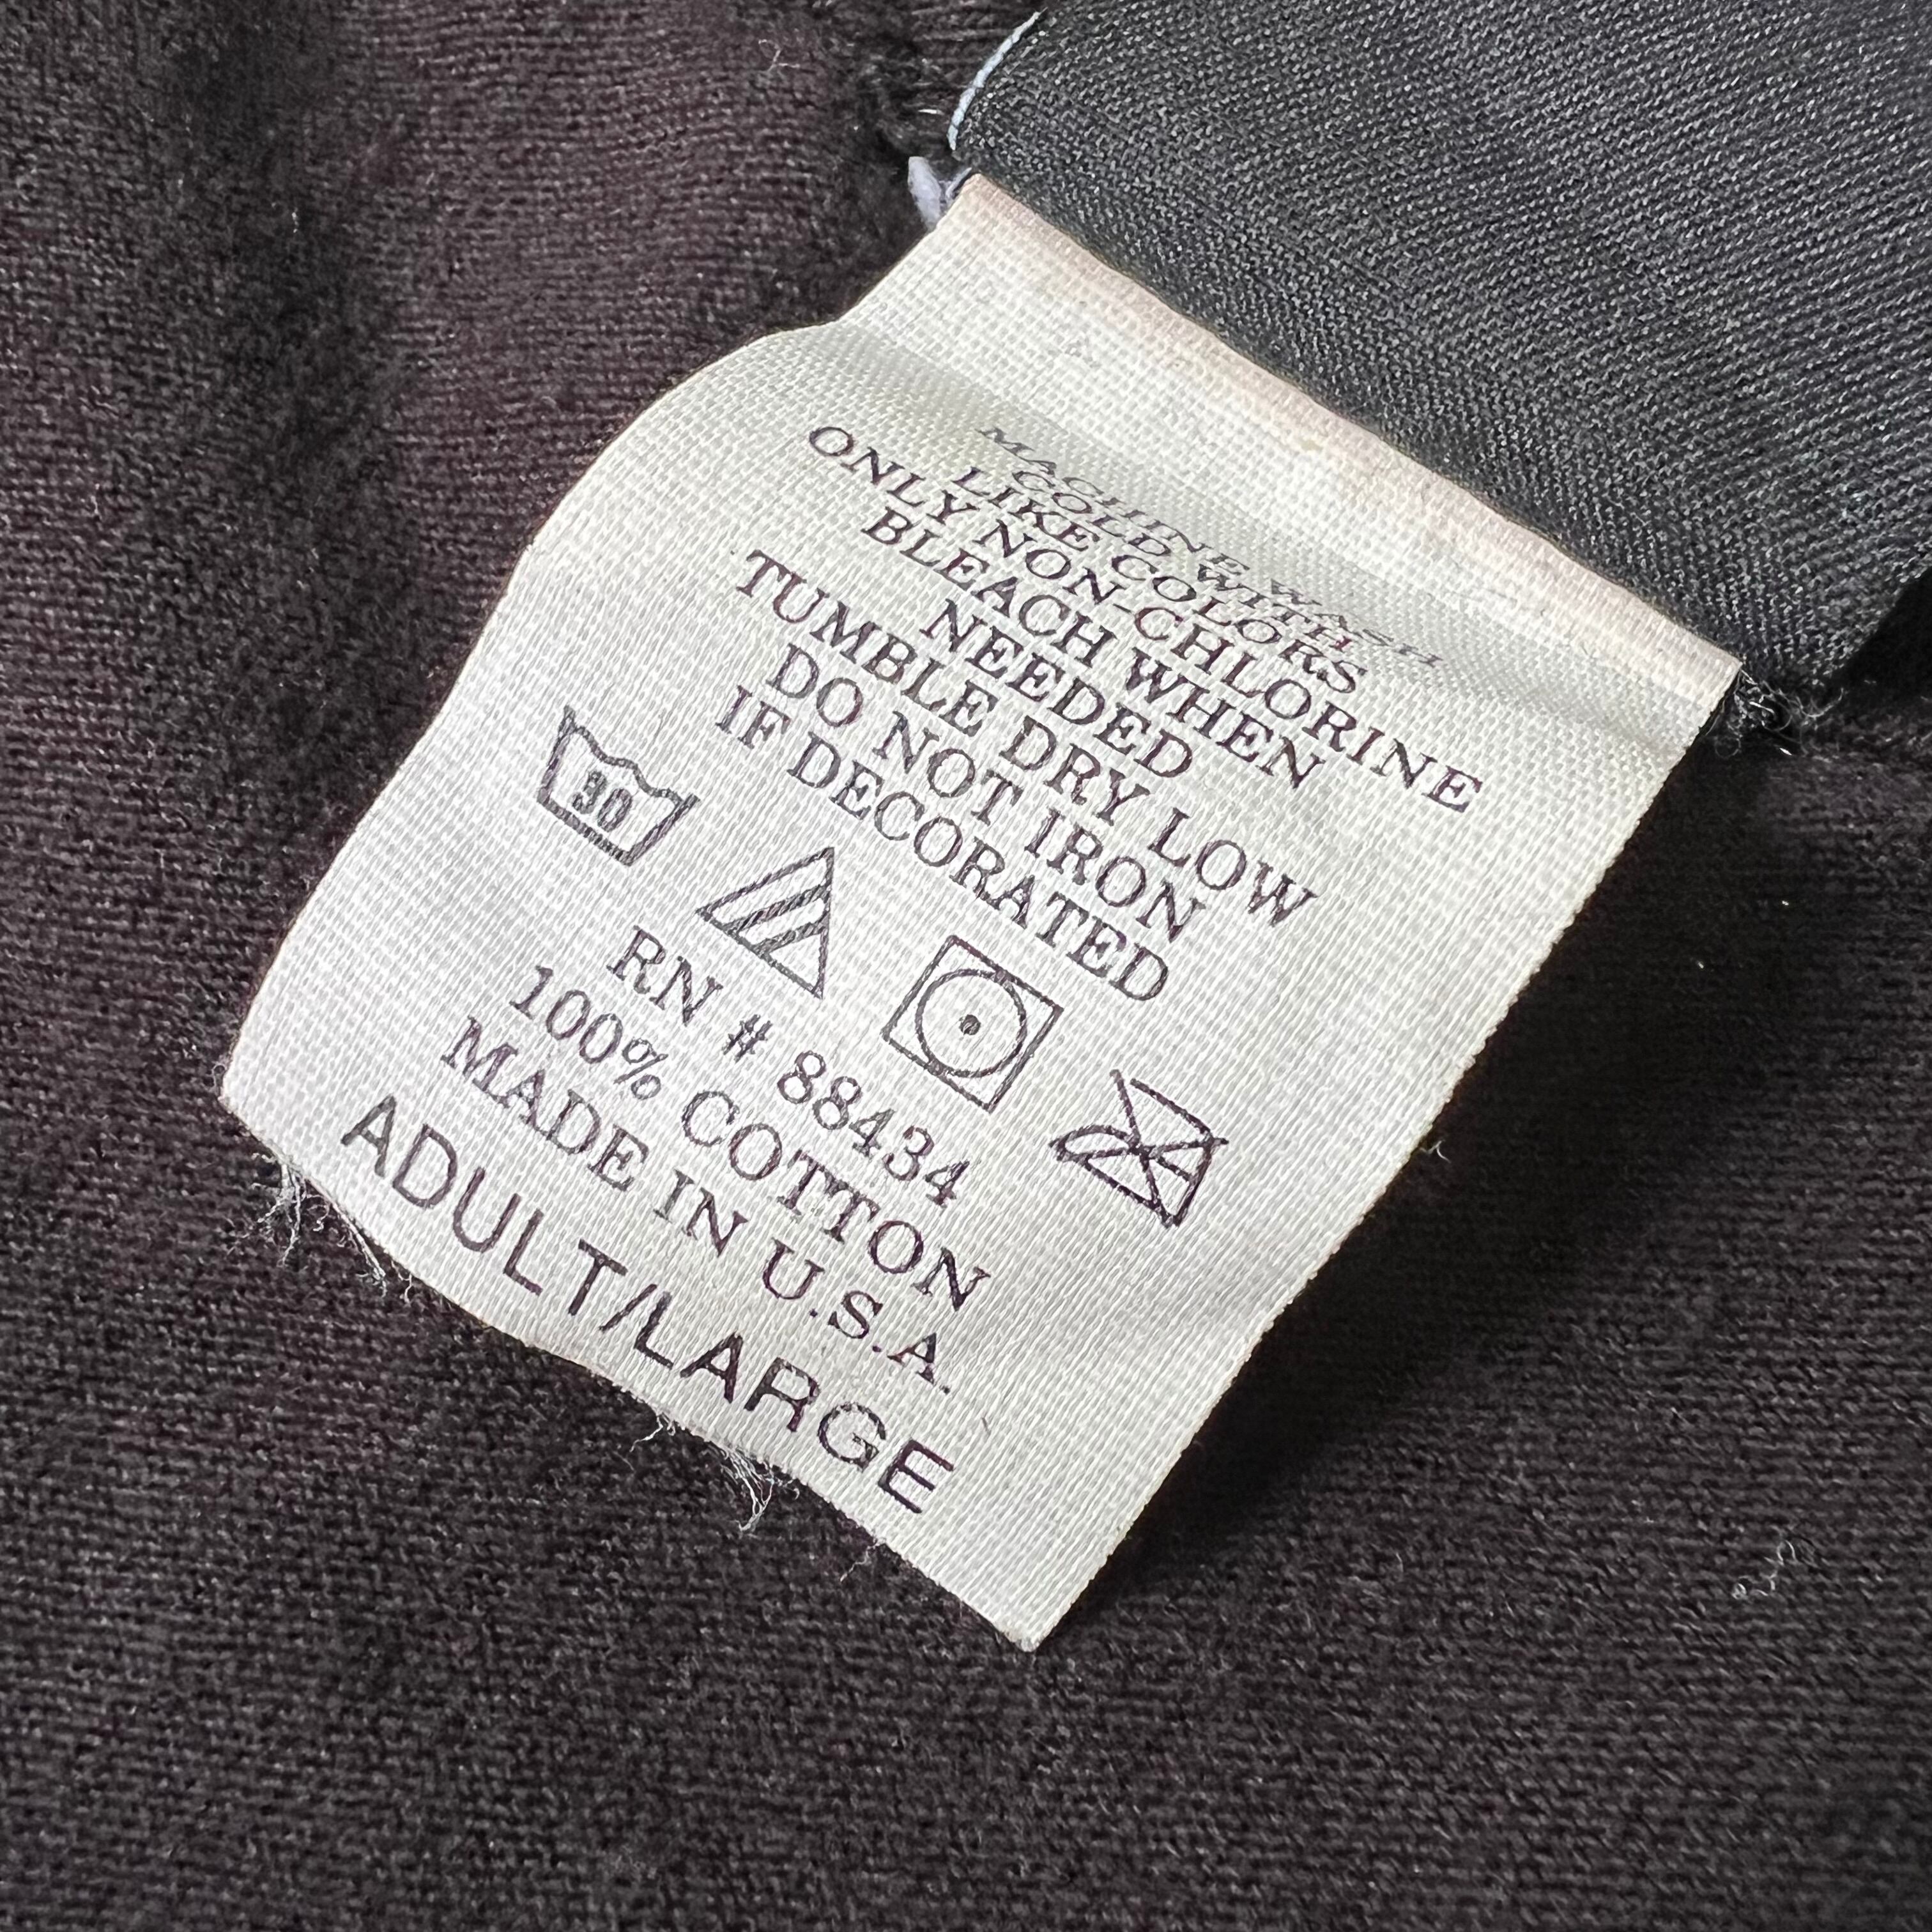 MACHINE WASH
COLD WITH
LIKE COLORS
ONLY NON-CHLORINE
BLEACH WHEN
NEEDED
TUMBLE DRY LOW
DO NOT IRON
IF DECORATED
30
RN # 88434
100% COTTON
MADE IN U.S.A.
ADULT/LARGE